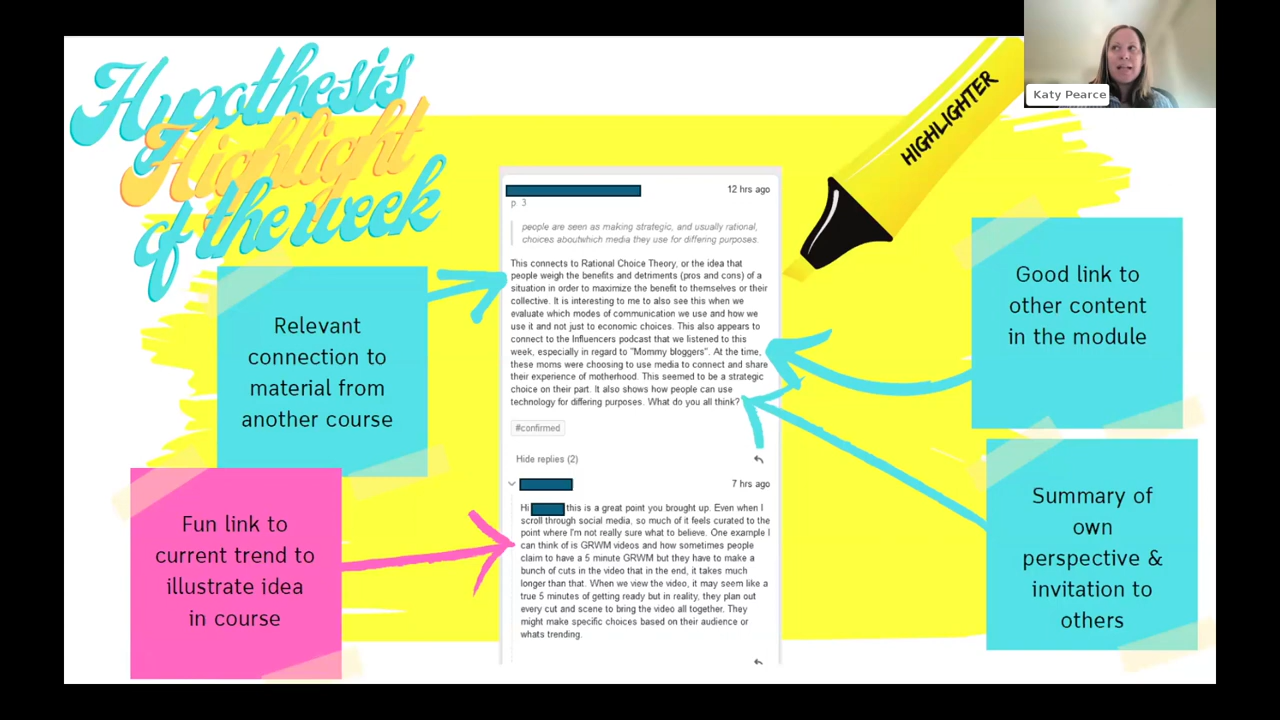 Hypothesis
Highlight
of the week
HIGHLIGHTER
Katy Pearce
12 hrs ago
p 3
people are seen as making strategic, and usually rational,
choices aboutwhich media they use for differing purposes.
This connects to Rational Choice Theory, or the idea that
people weigh the benefits and detriments (pros and cons) of a
situation in order to maximize the benefit to themselves or their
collective. It is interesting to me to also see this when we
evaluate which modes of communication we use and how we
use it and not just to economic choices. This also appears to
connect to the Influencers podcast that we listened to this
week, especially in regard to "Mommy bloggers". At the time,
these moms were choosing to use media to connect and share
their experience of motherhood. This seemed to be a strategic
choice on their part. It also shows how people can use
technology for differing purposes. What do you all think?
#confirmed
Hide replies (2)
7 hrs ago
Hi this is a great point you brought up. Even when I
scroll through social media, so much of it feels curated to the
point where I'm not really sure what to believe. One example I
can think of is GRWM videos and how sometimes people
claim to have a 5 minute GRWM but they have to make a
bunch of cuts in the video that in the end, it takes much
longer than that. When we view the video, it may seem like a
true 5 minutes of getting ready but in reality, they plan out
every cut and scene to bring the video all together. They
might make specific choices based on their audience or
whats trending.
Relevant
connection to
material from
another course
Fun link to
current trend to
illustrate idea
in course
Good link to
other content
in the module
Summary of
own
perspective &
invitation to
others